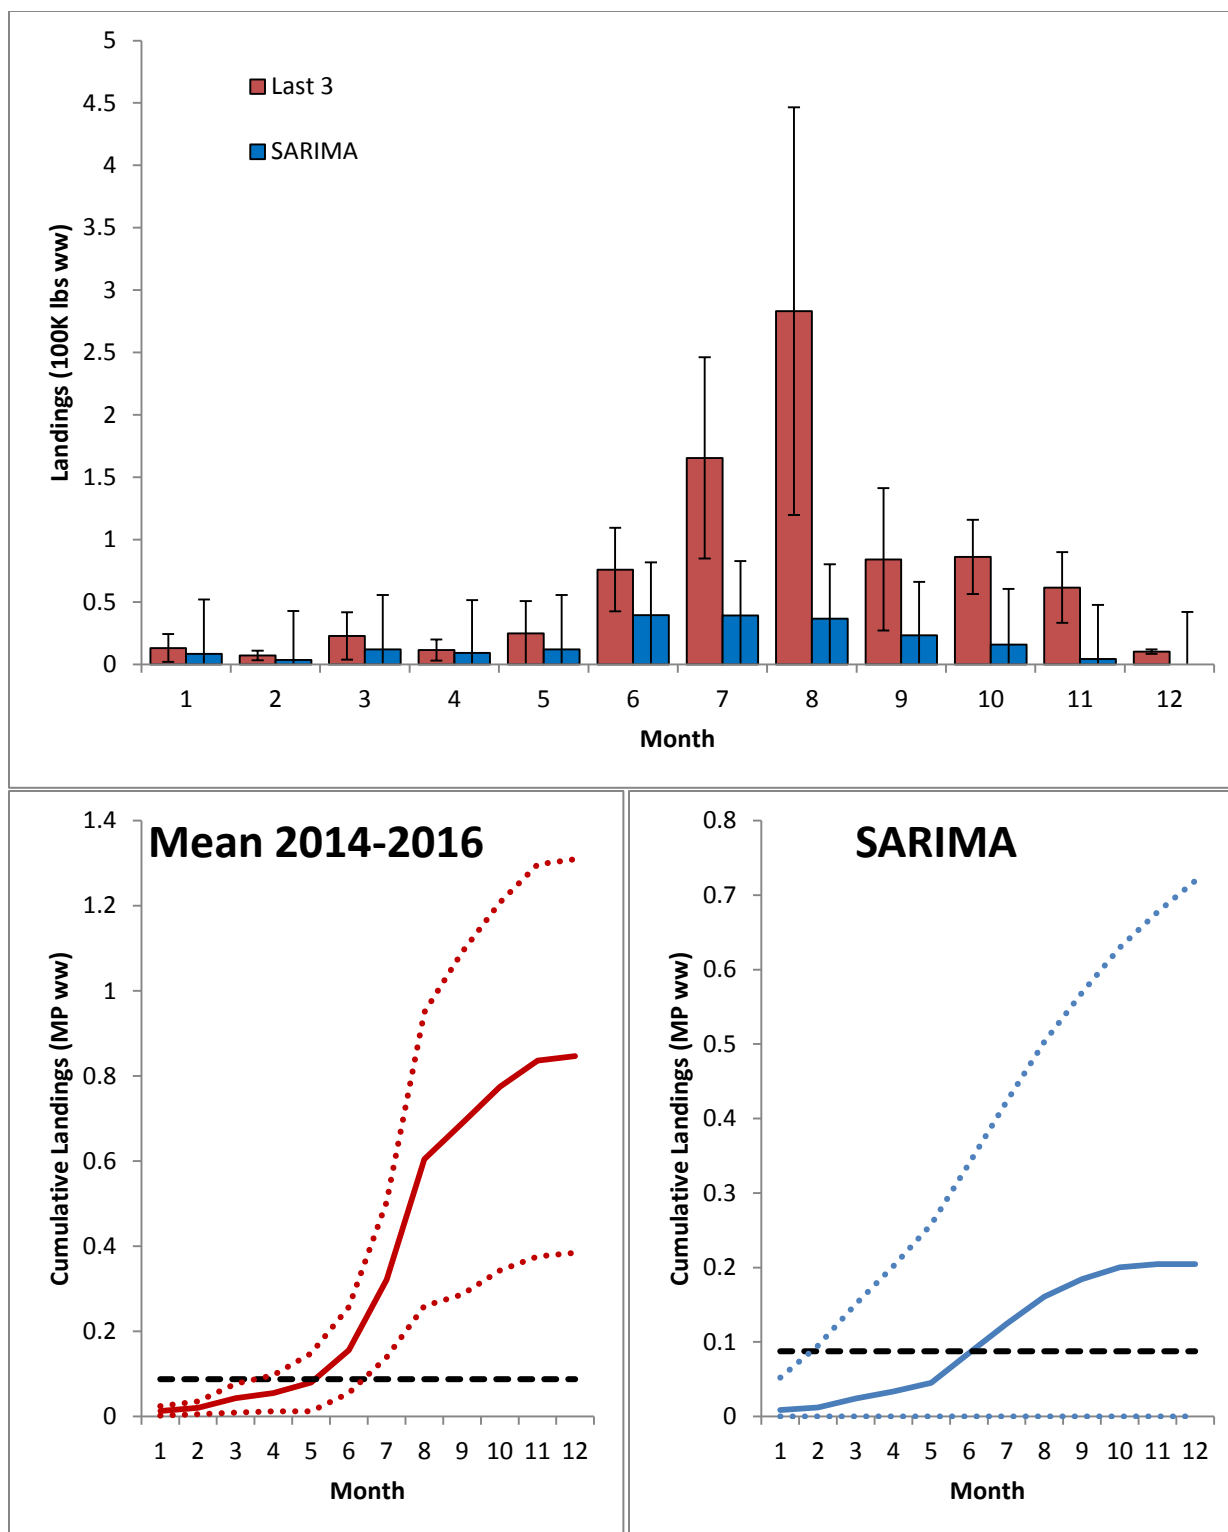 5
4.5
4
3.5
3
2.5
2
1.5
1
0.5
0
Landings (100K lbs ww)
Last 3
SARIMA
1 2 3 4 5 6 7 8 9 10 11 12
Month
Mean 2014-2016
1.4
1.2
1
0.8
0.6
0.4
0.2
0
Cumulative Landings (MP ww)
1 2 3 4 5 6 7 8 9 10 11 12
Month
SARIMA
0.8
0.7
0.6
0.5
0.4
0.3
0.2
0.1
0
Cumulative Landings (MP ww)
1 2 3 4 5 6 7 8 9 10 11 12
Month